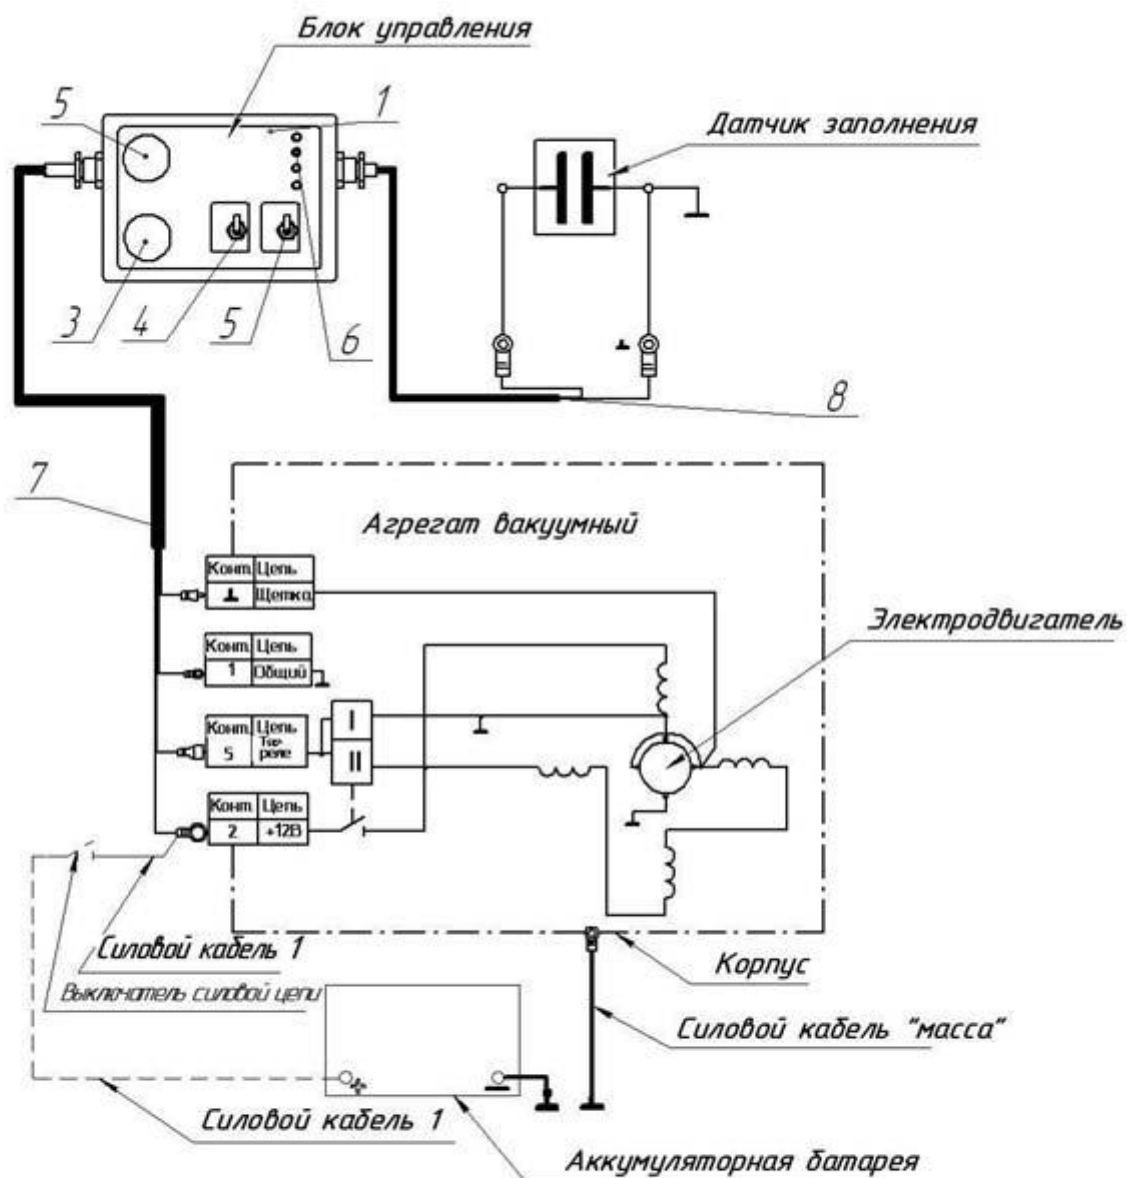 Блок управления
5
1
Датчик заполнения
3
4
5
6
8
7
Агрегат вакуумный
Конт. Цепь
⊥ Щетка
Электродвигатель
Конт. Цепь
1 Общий
I
Конт. Цепь
5 Тяг. реле
II
Конт. Цепь
2 +12В
Силовой кабель 1
Корпус
Выключатель силовой цепи
Силовой кабель "масса"
+
Силовой кабель 1
Аккумуляторная батарея